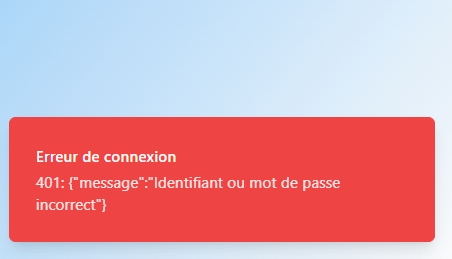 Erreur de connexion
401: {"message":"Identifiant ou mot de passe
incorrect"}